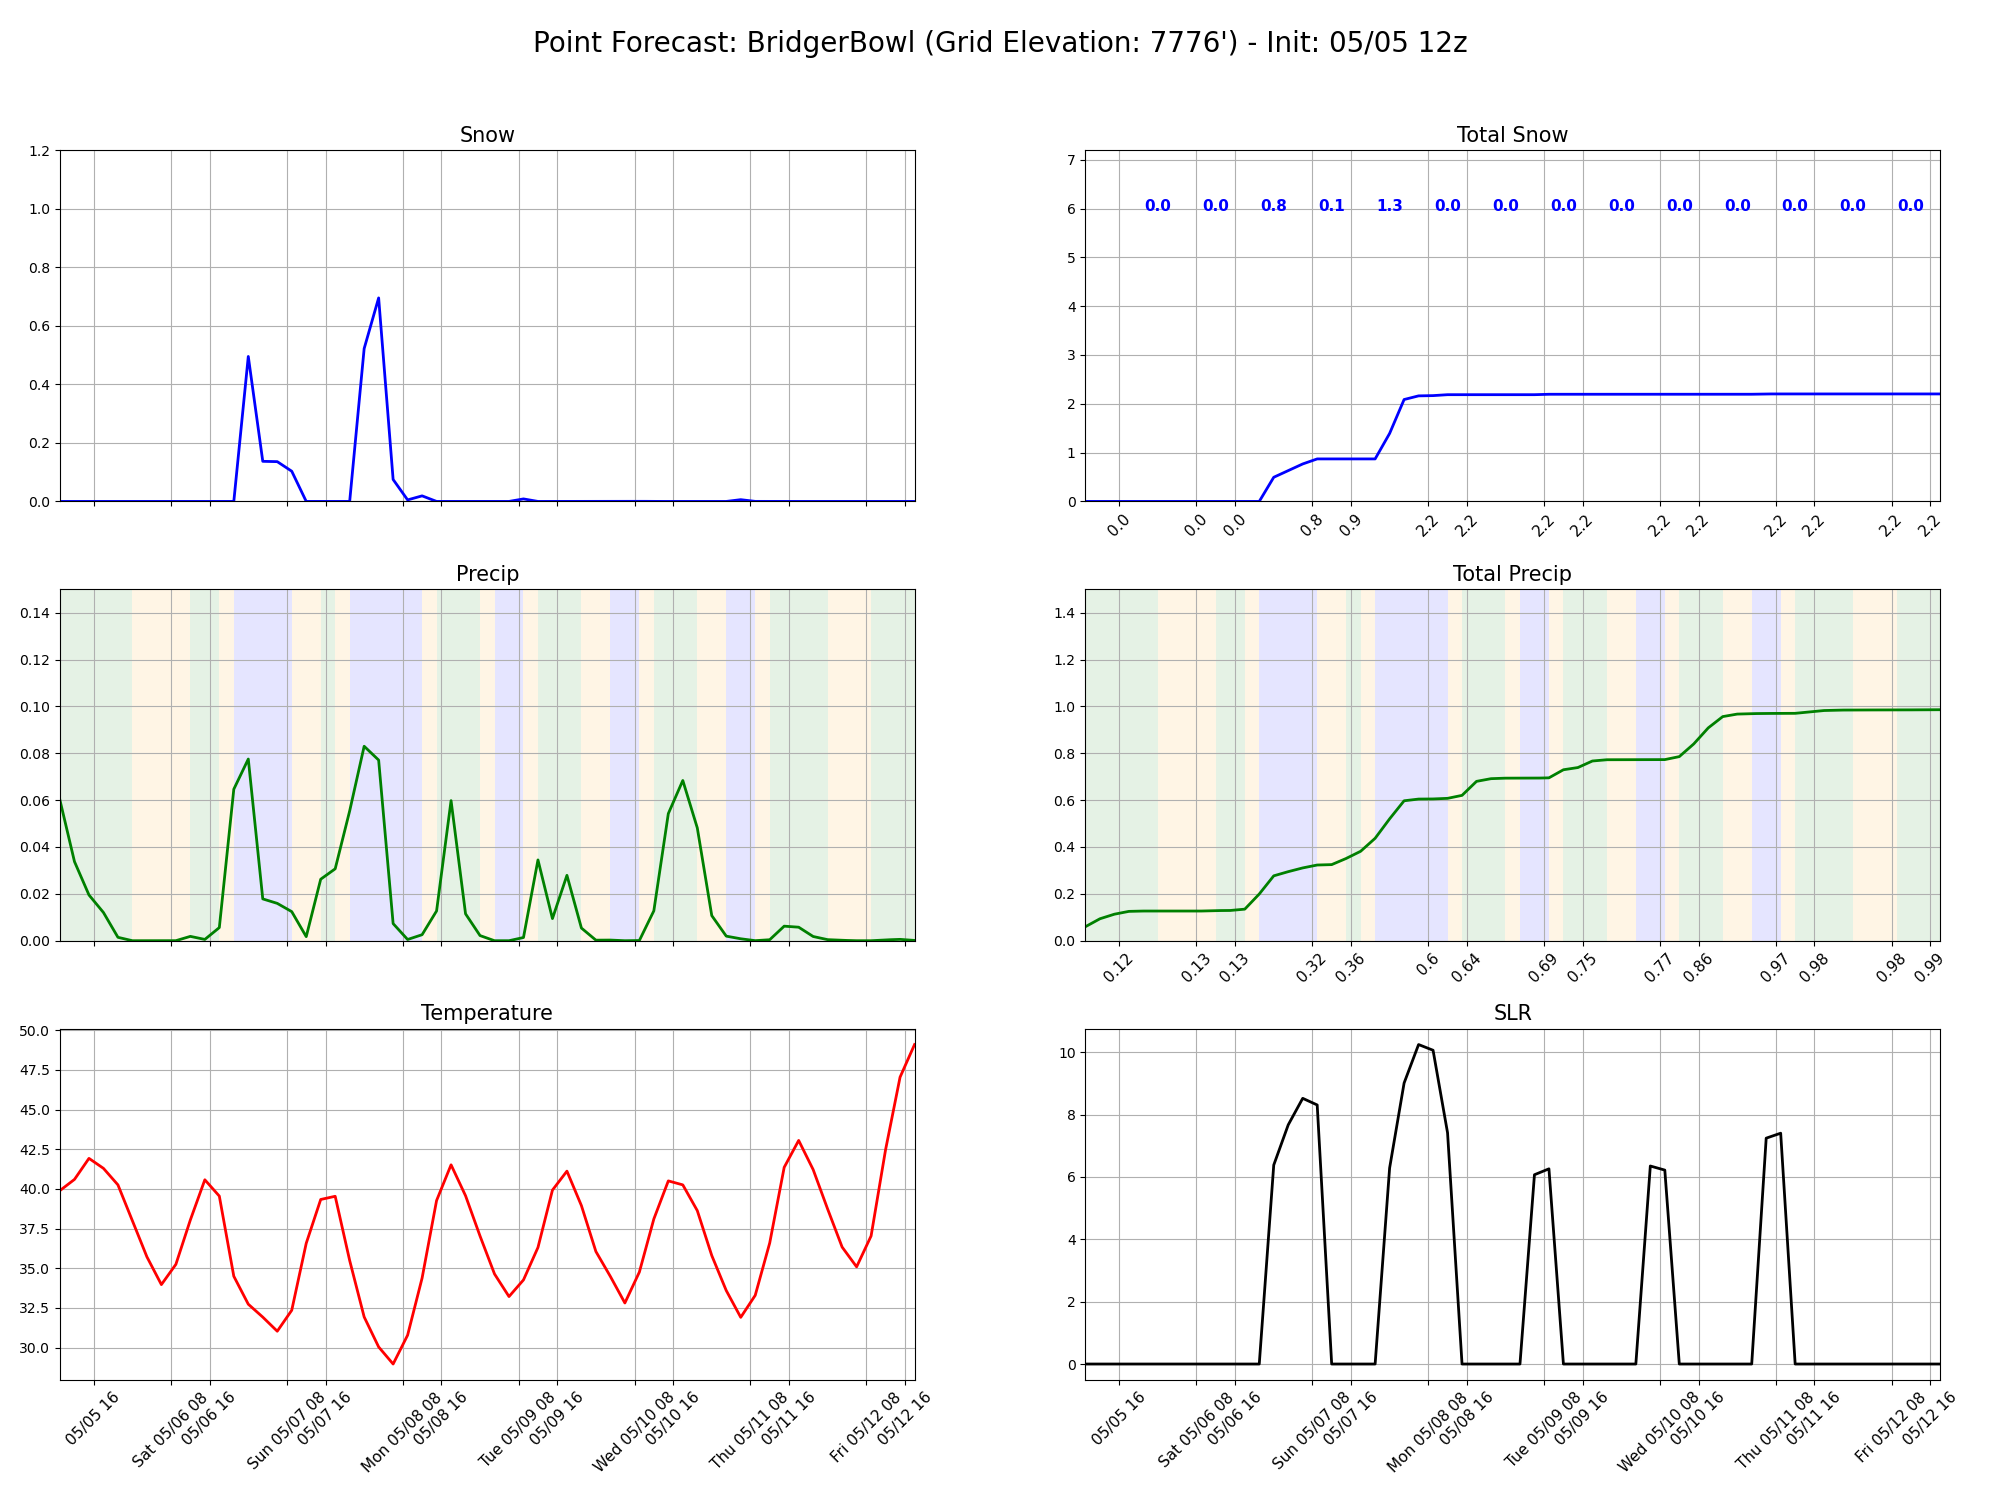 Point Forecast: BridgerBowl (Grid Elevation: 7776') - Init: 05/05 12z
Snow
1.2
1.0
0.8
0.6
0.4
0.2
0.0
Total Snow
7
6
5
4
3
2
1
0
0.0 0.0 0.8 0.1 1.3 0.0 0.0 0.0 0.0 0.0 0.0 0.0 0.0 0.0
0.0 0.0 0.0 0.8 0.9 2.2 2.2 2.2 2.2 2.2 2.2 2.2 2.2 2.2 2.2
Precip
0.14
0.12
0.10
0.08
0.06
0.04
0.02
0.00
Total Precip
1.4
1.2
1.0
0.8
0.6
0.4
0.2
0.0
0.12 0.13 0.13 0.32 0.36 0.6 0.64 0.69 0.75 0.77 0.86 0.97 0.98 0.98 0.99
Temperature
50.0
47.5
45.0
42.5
40.0
37.5
35.0
32.5
30.0
05/05 16
Sat 05/06 08
05/06 16
Sun 05/07 08
05/07 16
Mon 05/08 08
05/08 16
Tue 05/09 08
05/09 16
Wed 05/10 08
05/10 16
Thu 05/11 08
05/11 16
Fri 05/12 08
05/12 16
SLR
10
8
6
4
2
0
05/05 16
Sat 05/06 08
05/06 16
Sun 05/07 08
05/07 16
Mon 05/08 08
05/08 16
Tue 05/09 08
05/09 16
Wed 05/10 08
05/10 16
Thu 05/11 08
05/11 16
Fri 05/12 08
05/12 16